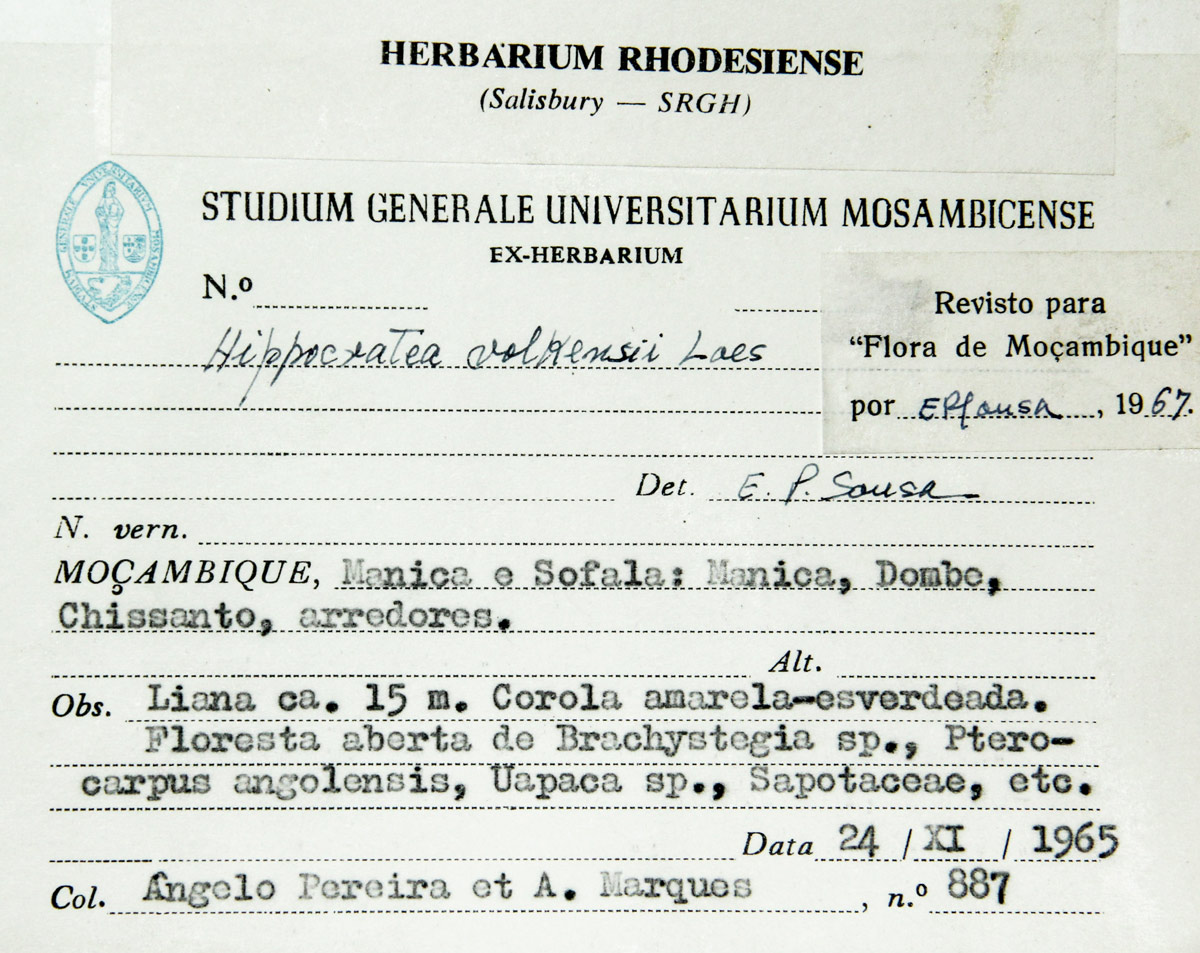 HERBARIUM RHODESIENSE
(Salisbury — SRGH)
STUDIUM GENERALE UNIVERSITARIUM MOSAMBICENSE
EX-HERBARIUM
N.º
Hippocratea volkensii Loes
Revisto para
“Flora de Moçambique”
por EPSousa, 1967.
Det. E. P. Sousa
N. vern.
MOÇAMBIQUE, Manica e Sofala: Manica, Dombe,
Chissanto, arredores.
Alt.
Obs. Liana ca. 15 m. Corola amarela-esverdeada.
Floresta aberta de Brachystegia sp., Ptero-
carpus angolensis, Uapaca sp., Sapotaceae, etc.
Data 24 / XI / 1965
Col. Ângelo Pereira et A. Marques, n.º 887